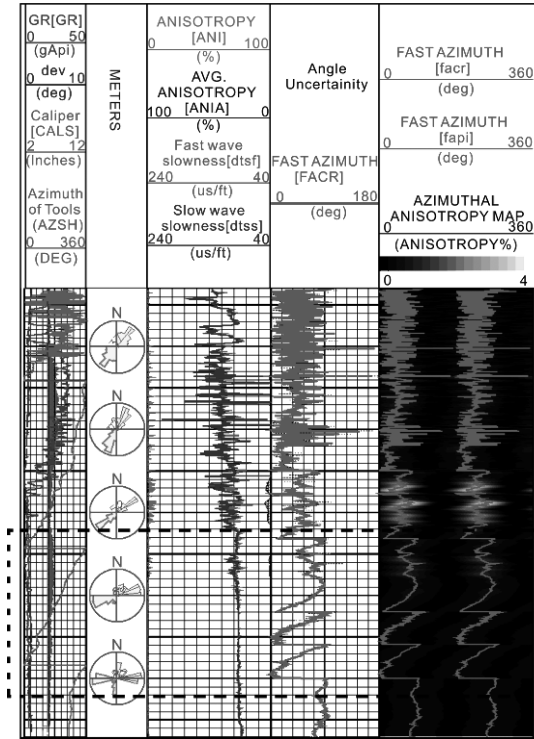 GR[GR]
0 50
(gApi)
dev
0 10
(deg)
Caliper
[CALS]
2 12
(Inches)
Azimuth
of Tools
(AZSH)
0 360
(DEG)
METERS
ANISOTROPY
[ANI]
0 100
(%)
AVG.
ANISOTROPY
[ANIA]
100 0
(%)
Fast wave
slowness[dtsf]
240 40
(us/ft)
Slow wave
slowness[dtss]
240 40
(us/ft)
Angle
Uncertainity
FAST AZIMUTH
[FACR]
0 180
(deg)
FAST AZIMUTH
[facr]
0 360
(deg)
FAST AZIMUTH
[fapi]
0 360
(deg)
AZIMUTHAL
ANISOTROPY MAP
0 360
(ANISOTROPY%)
0 4
N
N
N
N
N